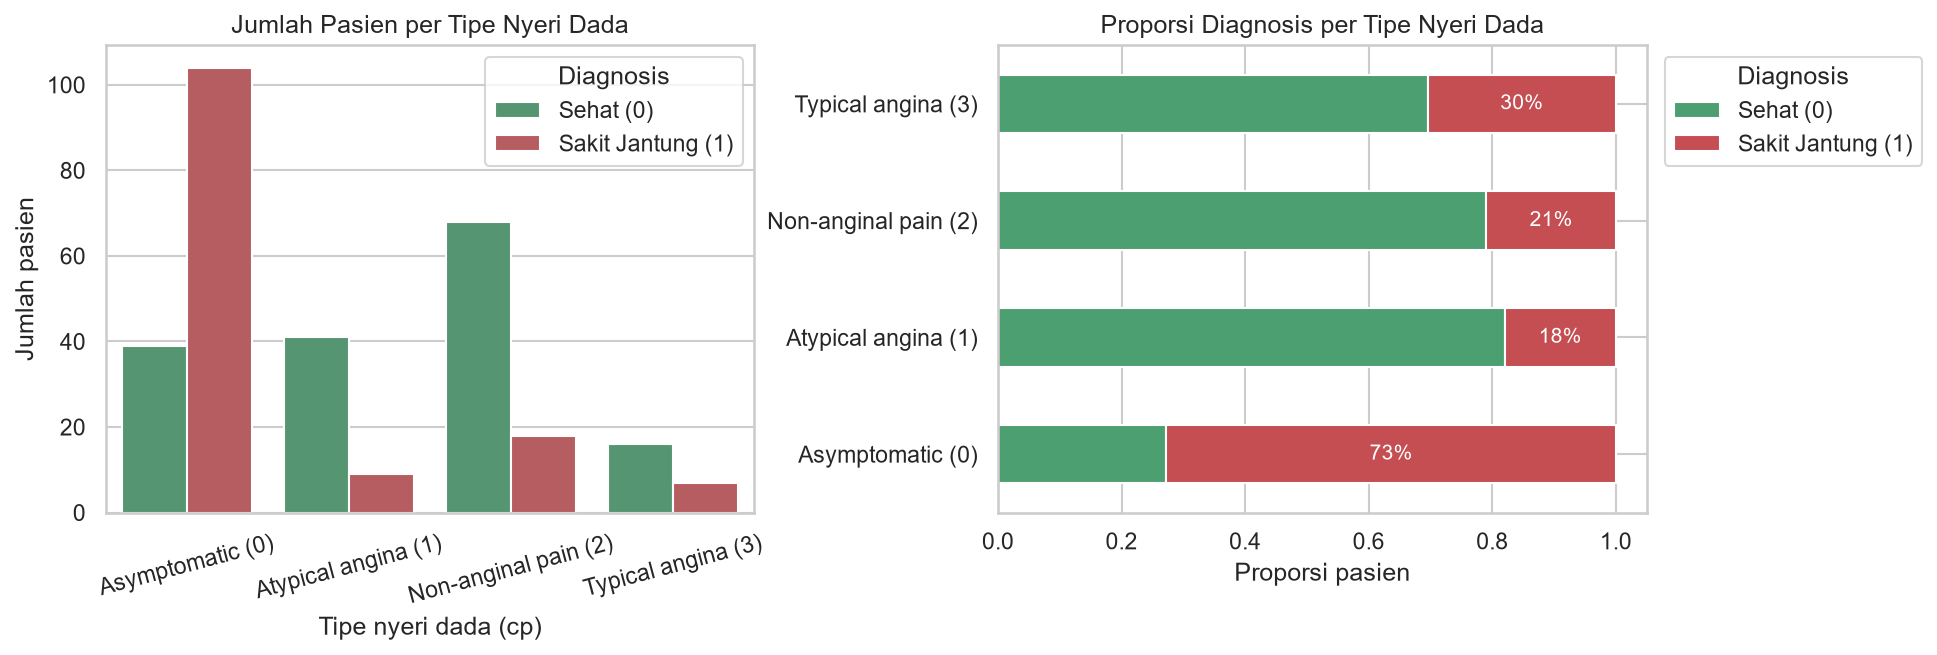 Jumlah Pasien per Tipe Nyeri Dada
Jumlah pasien
100
80
60
40
20
0
Diagnosis
Sehat (0)
Sakit Jantung (1)
Asymptomatic (0)
Atypical angina (1)
Non-anginal pain (2)
Typical angina (3)
Tipe nyeri dada (cp)
Proporsi Diagnosis per Tipe Nyeri Dada
Typical angina (3)
30%
Non-anginal pain (2)
21%
Atypical angina (1)
18%
Asymptomatic (0)
73%
0.0 0.2 0.4 0.6 0.8 1.0
Proporsi pasien
Diagnosis
Sehat (0)
Sakit Jantung (1)